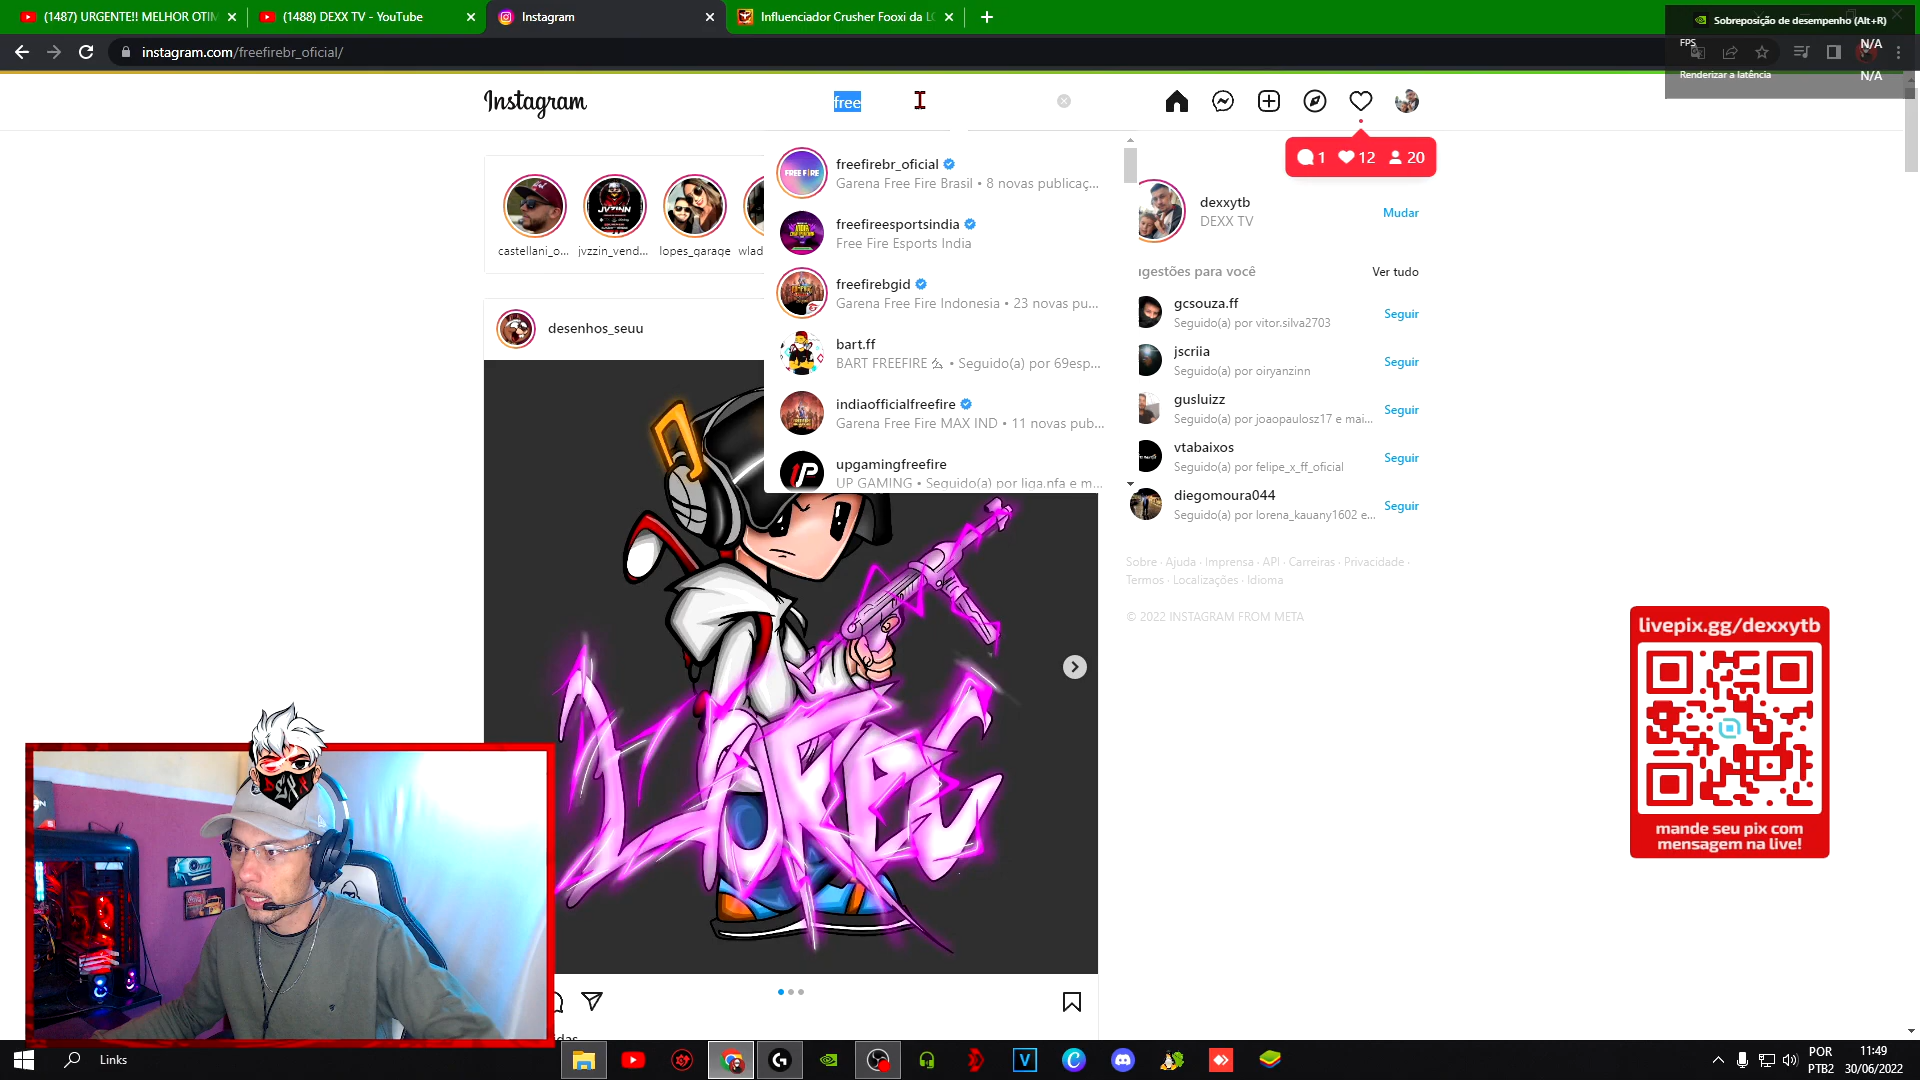 (1487) URGENTE!! MELHOR OTIM
(1488) DEXX TV - YouTube
Instagram
Influenciador Crusher Fooxi da LO
Sobreposição de desempenho (Alt+R)
FPS
N/A
Renderizar a latência
N/A
instagram.com/freefirebr_oficial/
Instagram
free
1
12
20
castellani_o...
jvzzin_vend...
lopes_garage
wlad
desenhos_seuu
FREE FIRE
freefirebr_oficial
Garena Free Fire Brasil • 8 novas publicaç...
freefireesportsindia
Free Fire Esports India
freefirebgid
Garena Free Fire Indonesia • 23 novas pu...
bart.ff
BART FREEFIRE • Seguido(a) por 69esp...
indiaofficialfreefire
Garena Free Fire MAX IND • 11 novas pub...
upgamingfreefire
UP GAMING • Seguido(a) por liga.nfa e m...
dexxytb
DEXX TV
Mudar
ugestões para você
Ver tudo
gcsouza.ff
Seguido(a) por vitor.silva2703
Seguir
jscriia
Seguido(a) por oiryanzinn
Seguir
gusluizz
Seguido(a) por joaopaulosz17 e mai...
Seguir
vtabaixos
Seguido(a) por felipe_x_ff_oficial
Seguir
diegomoura044
Seguido(a) por lorena_kauany1602 e...
Seguir
Sobre · Ajuda · Imprensa · API · Carreiras · Privacidade ·
Termos · Localizações · Idioma
© 2022 INSTAGRAM FROM META
livepix.gg/dexxytb
mande seu pix com
mensagem na live!
Links
POR
PTB2
11:49
30/06/2022